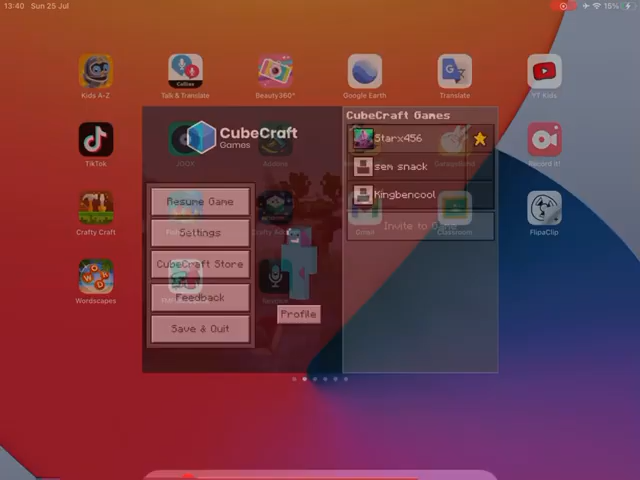 13:40 Sun 25 Jul
15%
Kids A-Z
Talk & Translate
Beauty360°
Google Earth
Translate
YT Kids
CubeCraft
Games
CubeCraft Games
Starx456
sem snack
Kingbencool
TikTok
Record it!
Resume Game
Settings
CubeCraft Store
Feedback
Save & Quit
Profile
Crafty Craft
Gmail
Classroom
FlipaClip
Wordscapes